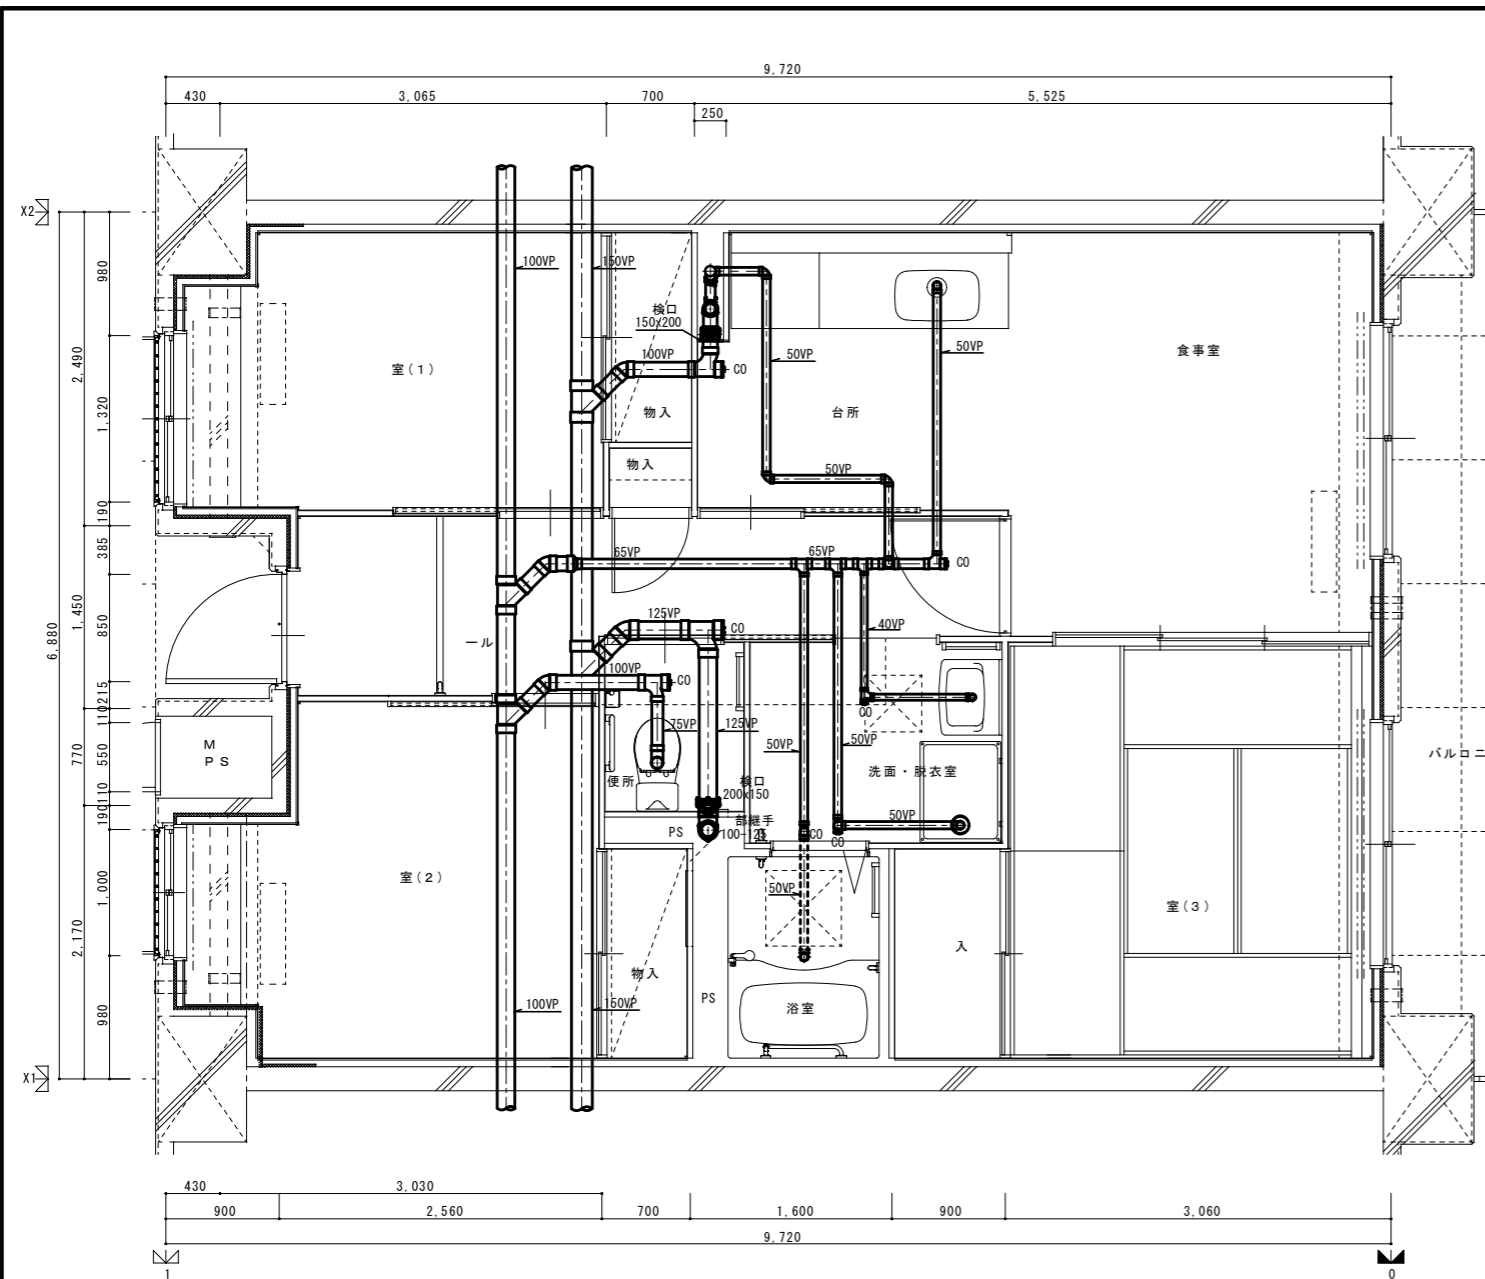 9,720
430
3,065
700
5,525
250
X2
100VP
150VP
980
検口
150x200
100VP
CO
50VP
50VP
食事室
室(1)
2,490
1,320
物入
台所
物入
50VP
190
385
65VP
65VP
CO
1,450
850
6,880
125VP
CO
40VP
ール
100VP
CO
215
110
75VP
125VP
CO
M
PS
770
550
50VP
50VP
洗面・脱衣室
バルコニ
便所
検口
200x150
110
190
部継手
100-125
PS
CO
CO
50VP
室(2)
1,000
50VP
室(3)
2,170
物入
入
100VP
150VP
PS
浴室
980
X1
430
3,030
900
2,560
700
1,600
900
3,060
9,720
1
0